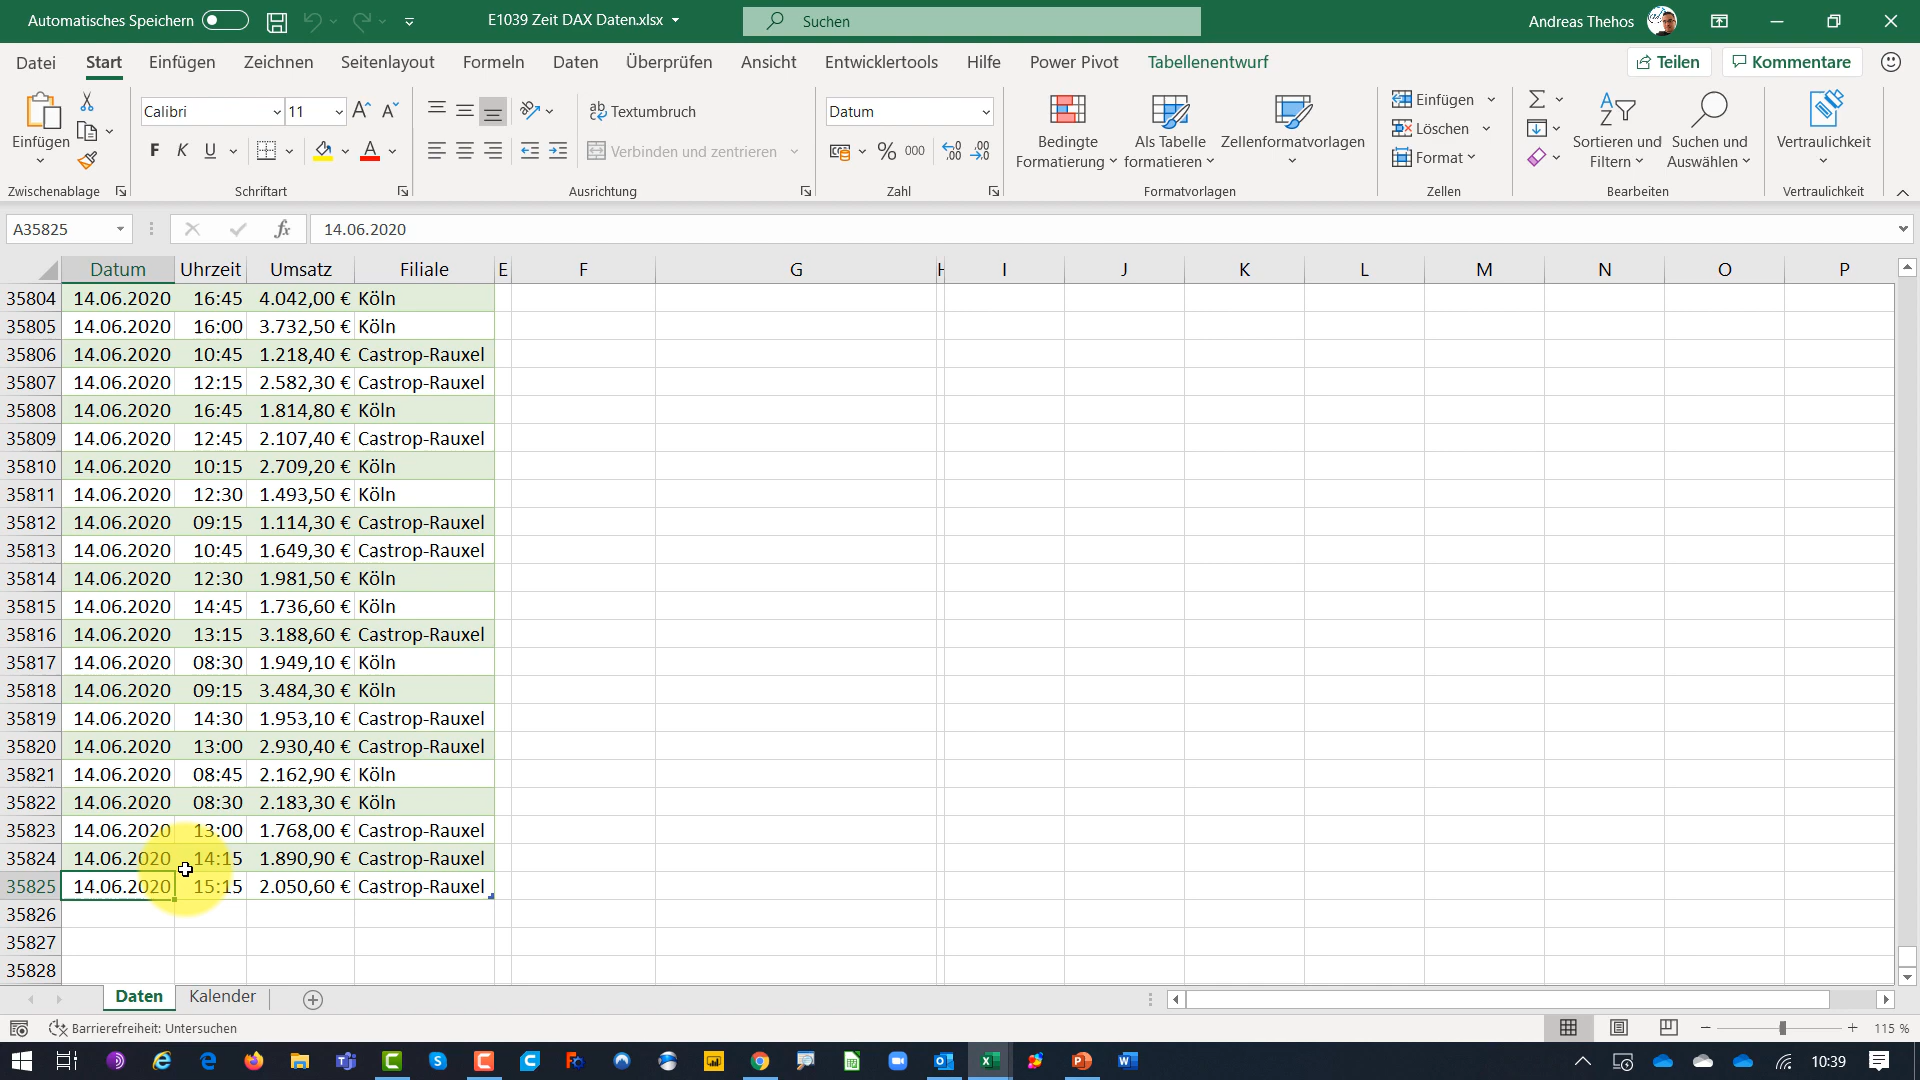 Automatisches Speichern
E1039 Zeit DAX Daten.xlsx
Suchen
Andreas Thehos
Datei Start Einfügen Zeichnen Seitenlayout Formeln Daten Überprüfen Ansicht Entwicklertools Hilfe Power Pivot Tabellenentwurf Teilen Kommentare
Einfügen
Zwischenablage
Calibri 11
F K U
Schriftart
Textumbruch
Verbinden und zentrieren
Ausrichtung
Datum
% 000
Zahl
Bedingte Formatierung
Als Tabelle formatieren
Zellenformatvorlagen
Formatvorlagen
Einfügen
Löschen
Format
Zellen
Sortieren und Filtern
Suchen und Auswählen
Bearbeiten
Vertraulichkeit
Vertraulichkeit
A35825 fx 14.06.2020
Datum Uhrzeit Umsatz Filiale E F G H I J K L M N O P
35804 14.06.2020 16:45 4.042,00 € Köln
35805 14.06.2020 16:00 3.732,50 € Köln
35806 14.06.2020 10:45 1.218,40 € Castrop-Rauxel
35807 14.06.2020 12:15 2.582,30 € Castrop-Rauxel
35808 14.06.2020 16:45 1.814,80 € Köln
35809 14.06.2020 12:45 2.107,40 € Castrop-Rauxel
35810 14.06.2020 10:15 2.709,20 € Köln
35811 14.06.2020 12:30 1.493,50 € Köln
35812 14.06.2020 09:15 1.114,30 € Castrop-Rauxel
35813 14.06.2020 10:45 1.649,30 € Castrop-Rauxel
35814 14.06.2020 12:30 1.981,50 € Köln
35815 14.06.2020 14:45 1.736,60 € Köln
35816 14.06.2020 13:15 3.188,60 € Castrop-Rauxel
35817 14.06.2020 08:30 1.949,10 € Köln
35818 14.06.2020 09:15 3.484,30 € Köln
35819 14.06.2020 14:30 1.953,10 € Castrop-Rauxel
35820 14.06.2020 13:00 2.930,40 € Castrop-Rauxel
35821 14.06.2020 08:45 2.162,90 € Köln
35822 14.06.2020 08:30 2.183,30 € Köln
35823 14.06.2020 13:00 1.768,00 € Castrop-Rauxel
35824 14.06.2020 14:15 1.890,90 € Castrop-Rauxel
35825 14.06.2020 15:15 2.050,60 € Castrop-Rauxel
35826
35827
35828
Daten Kalender
Barrierefreiheit: Untersuchen
115 %
10:39